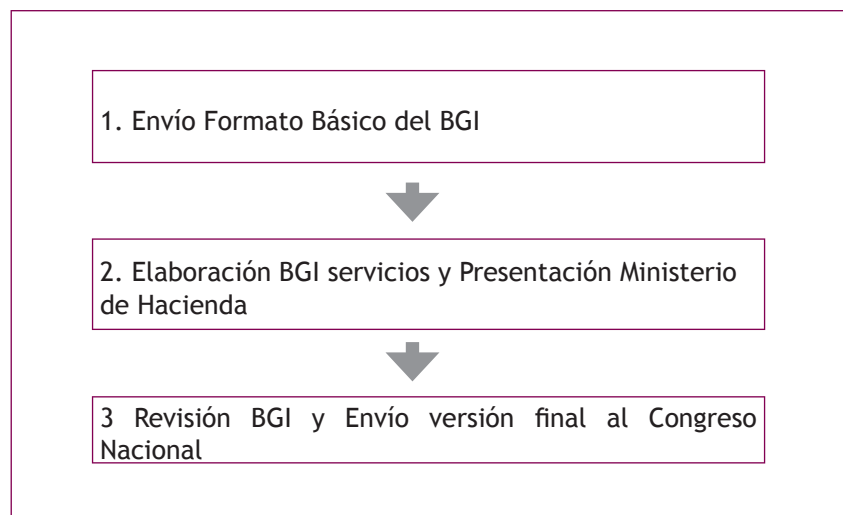 1. Envío Formato Básico del BGI
2. Elaboración BGI servicios y Presentación Ministerio
de Hacienda
3 Revisión BGI y Envío versión final al Congreso
Nacional